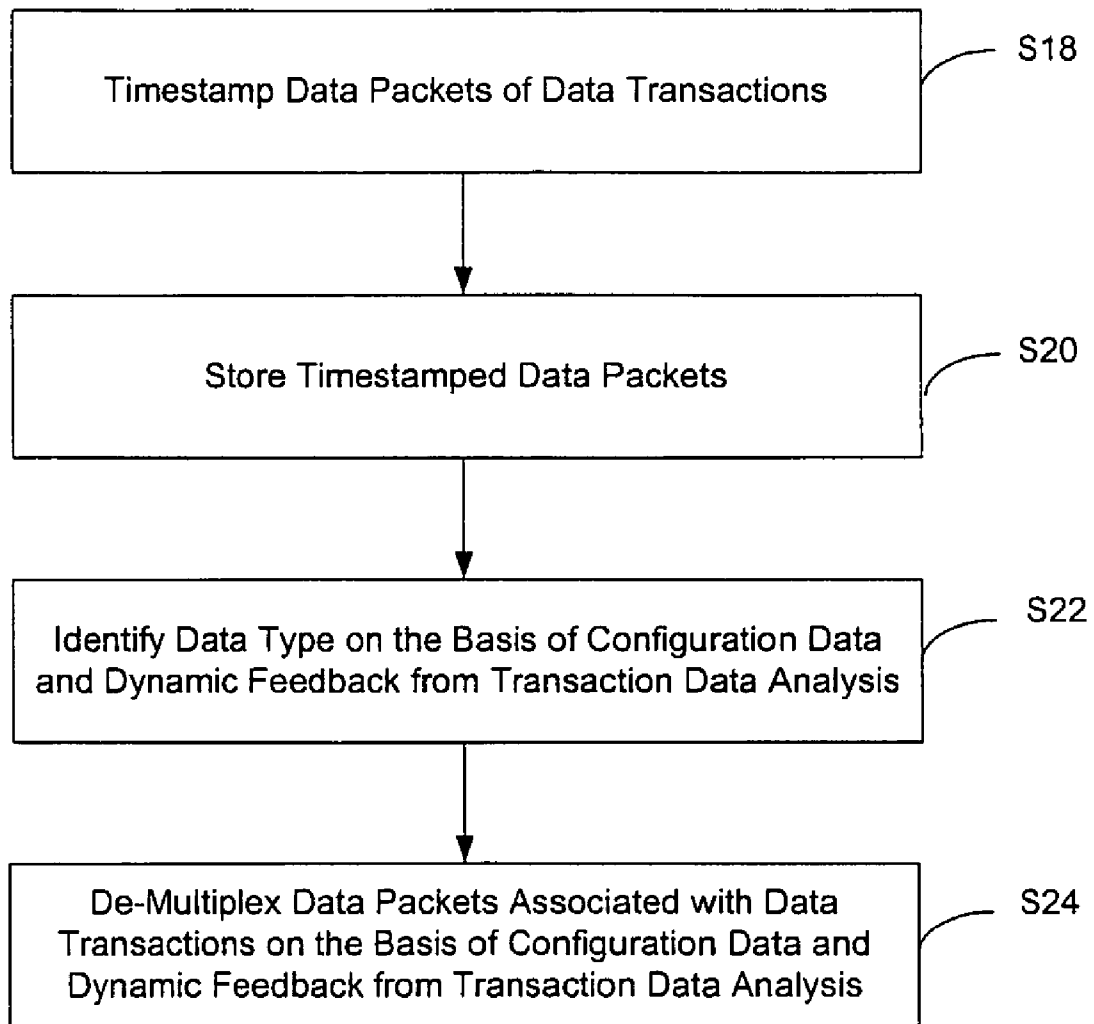 Timestamp Data Packets of Data Transactions
S18
Store Timestamped Data Packets
S20
Identify Data Type on the Basis of Configuration Data
and Dynamic Feedback from Transaction Data Analysis
S22
De-Multiplex Data Packets Associated with Data
Transactions on the Basis of Configuration Data and
Dynamic Feedback from Transaction Data Analysis
S24